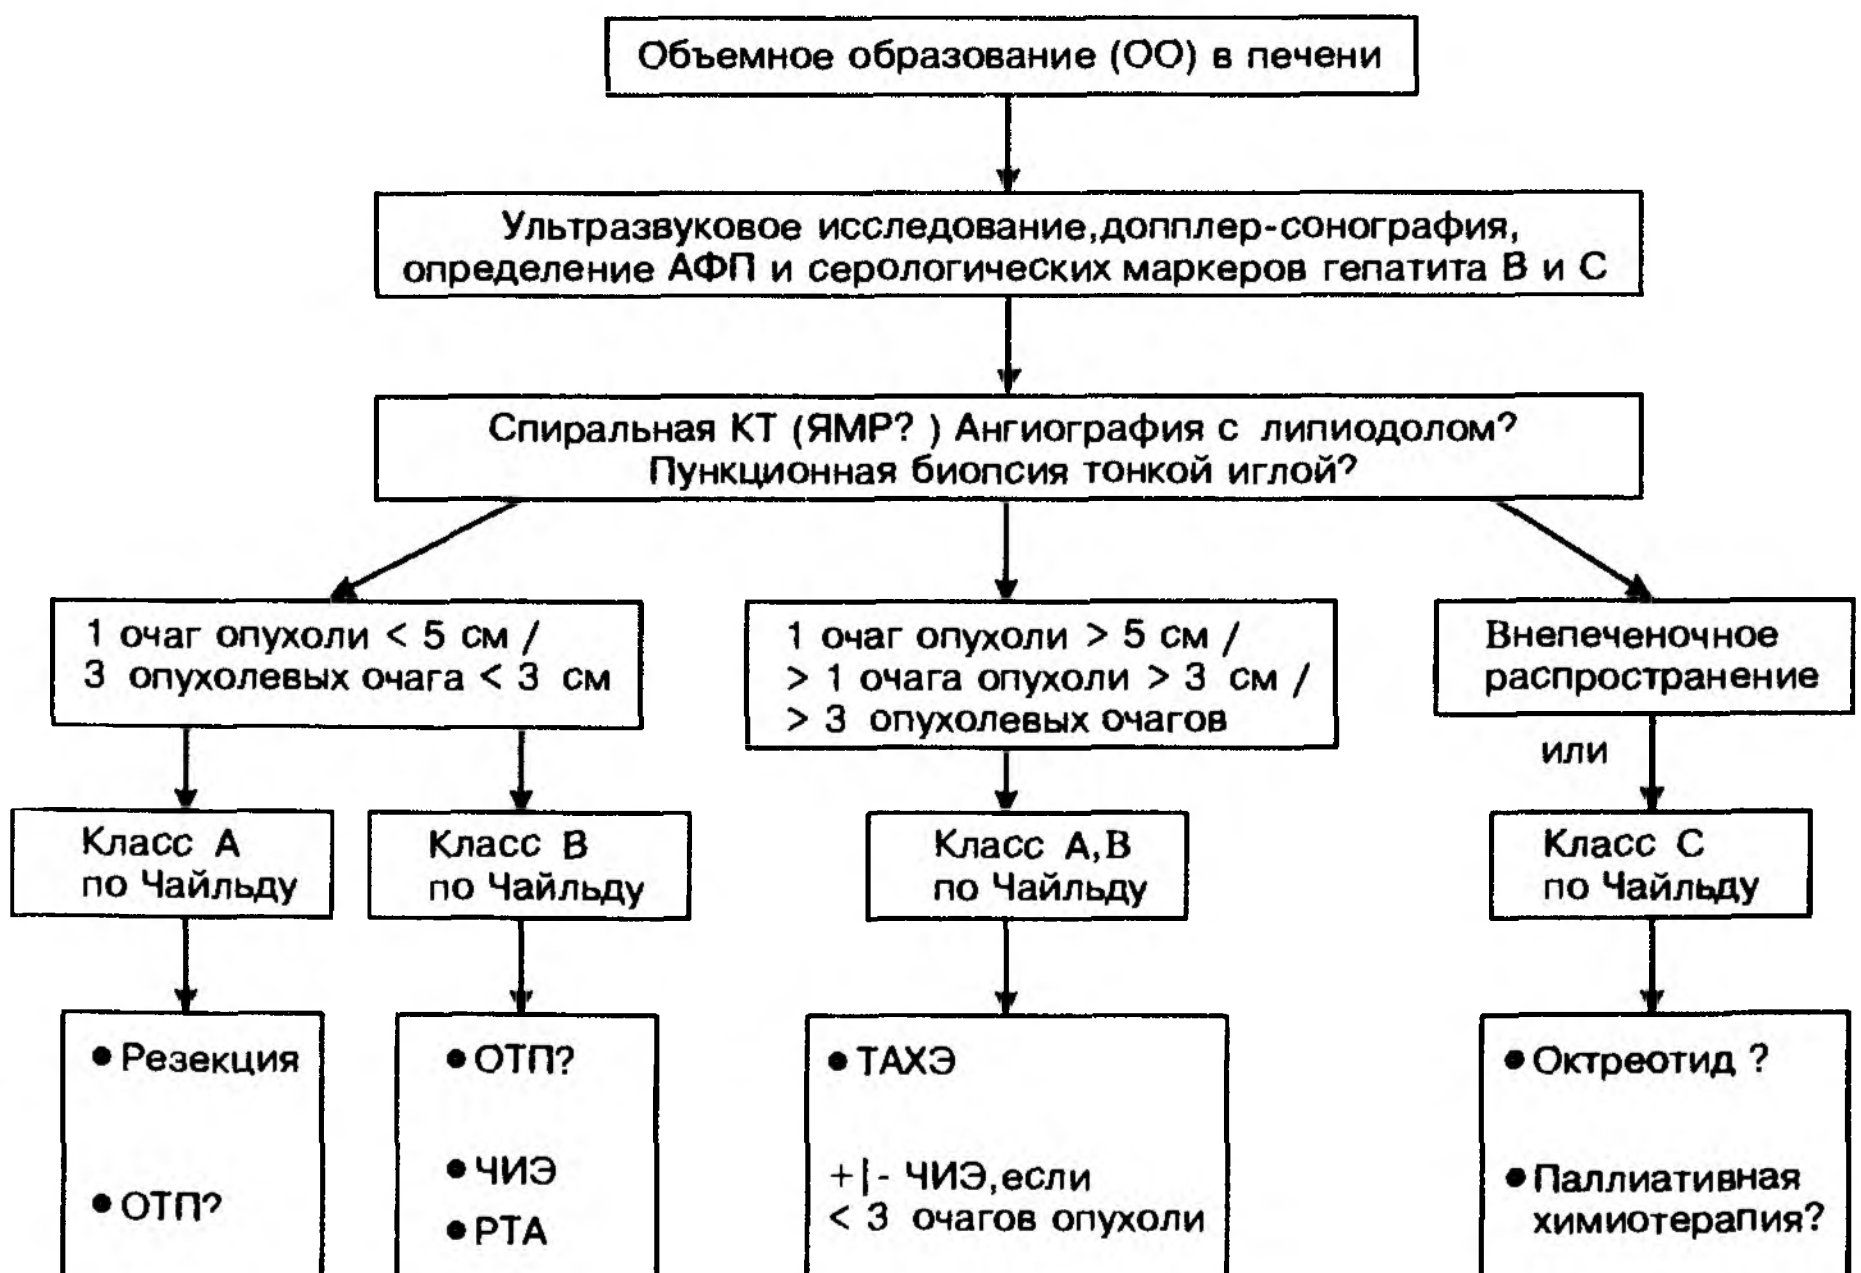 Объемное образование (ОО) в печени
Ультразвуковое исследование,допплер-сонография,
определение АФП и серологических маркеров гепатита В и С
Спиральная КТ (ЯМР? ) Ангиография с липиодолом?
Пункционная биопсия тонкой иглой?
1 очаг опухоли < 5 см /
3 опухолевых очага < 3 см
1 очаг опухоли > 5 см /
> 1 очага опухоли > 3 см /
> 3 опухолевых очагов
Внепеченочное
распространение
или
Класс А
по Чайльду
Класс В
по Чайльду
Класс А,В
по Чайльду
Класс С
по Чайльду
● Резекция
● ОТП?
● ОТП?
● ЧИЭ
● РТА
● ТАХЭ
+|- ЧИЭ,если
< 3 очагов опухоли
● Октреотид ?
● Паллиативная
химиотерапия?